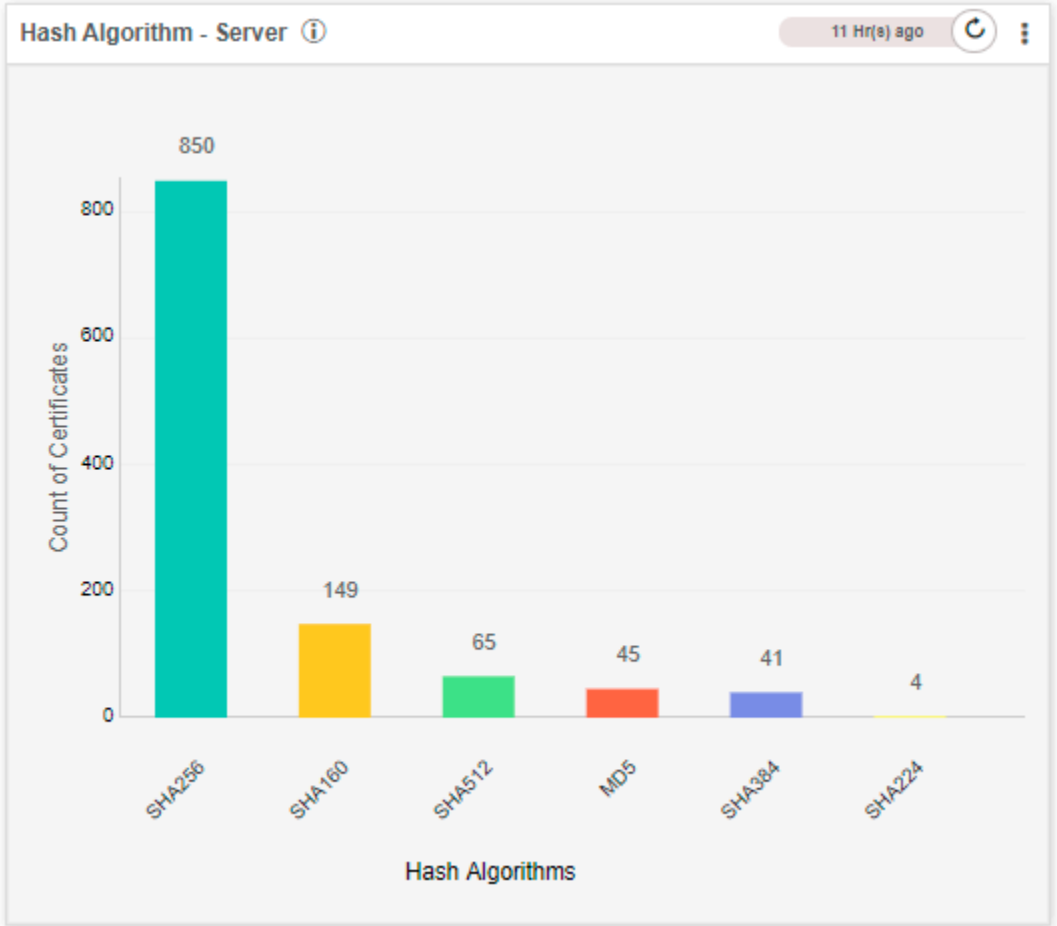 Hash Algorithm - Server
11 Hr(s) ago
850
800
600
400
200
0
149
65
45
41
4
Count of Certificates
SHA256
SHA160
SHA512
MD5
SHA384
SHA224
Hash Algorithms